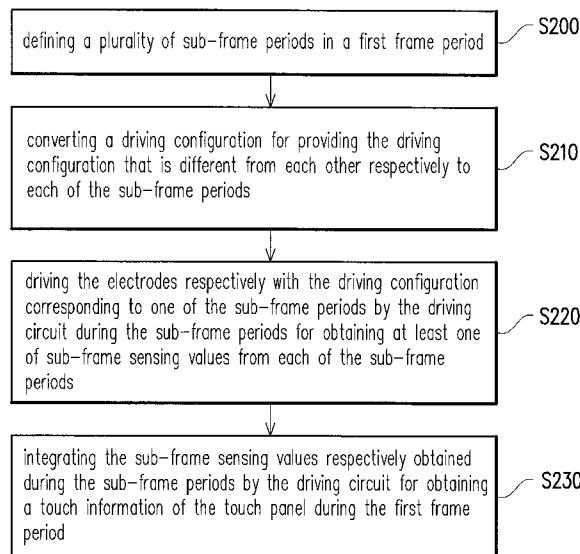 defining a plurality of sub-frame periods in a first frame period
S200
converting a driving configuration for providing the driving
configuration that is different from each other respectively to
each of the sub-frame periods
S210
driving the electrodes respectively with the driving configuration
corresponding to one of the sub-frame periods by the driving
circuit during the sub-frame periods for obtaining at least one
of sub-frame sensing values from each of the sub-frame
periods
S220
integrating the sub-frame sensing values respectively obtained
during the sub-frame periods by the driving circuit for obtaining
a touch information of the touch panel during the first frame
period
S230